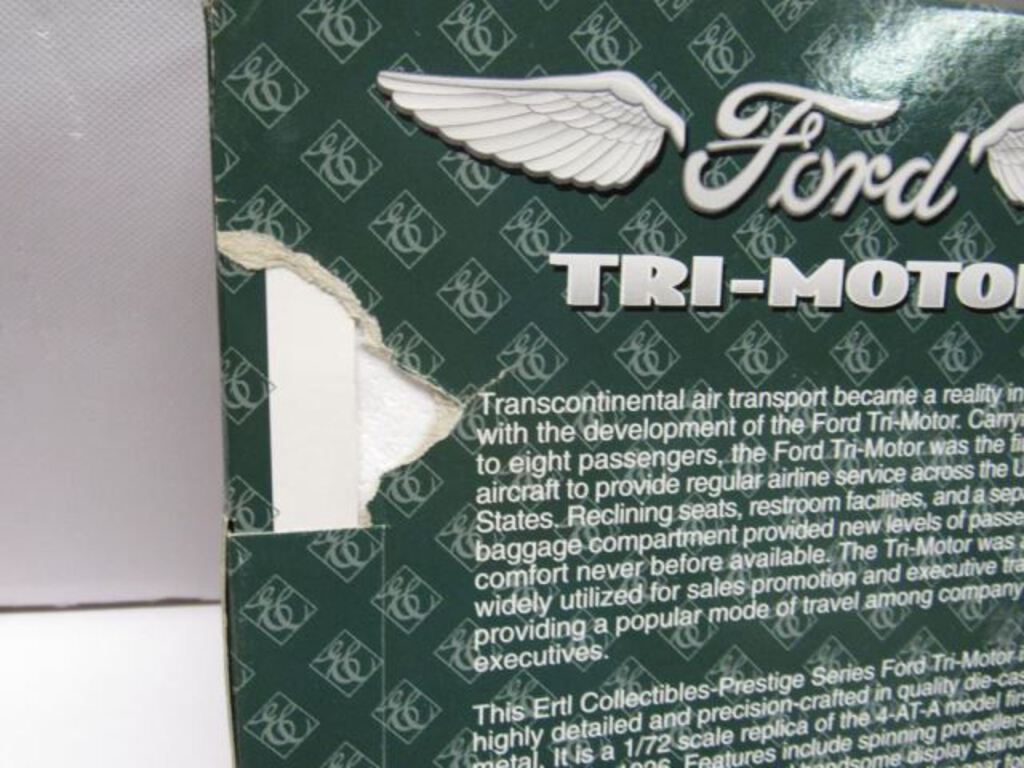 Ford
TRI-MOTO
Transcontinental air transport became a reality in
with the development of the Ford Tri-Motor. Carry
to eight passengers, the Ford Tri-Motor was the
aircraft to provide regular airline service across the U
States. Reclining seats, restroom facilities, and a sep
baggage compartment provided new levels of passe
comfort never before available. The Tri-Motor was
widely utilized for sales promotion and executive tra
providing a popular mode of travel among company
executives.
This Ertl Collectibles-Prestige Series Ford Tri-Motor
highly detailed and precision-crafted in quality die-cas
metal. It is a 1/72 scale replica of the 4-AT-A model
Features include spinning propellers
handsome display stand